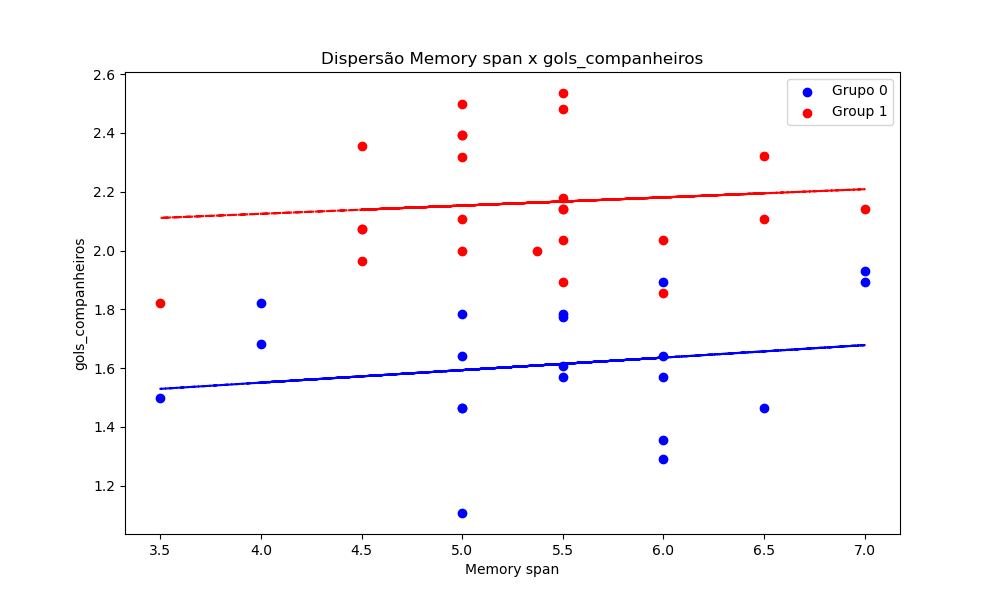 Dispersão Memory span x gols_companheiros
Grupo 0
Group 1
gols_companheiros
2.6
2.4
2.2
2.0
1.8
1.6
1.4
1.2
3.5 4.0 4.5 5.0 5.5 6.0 6.5 7.0
Memory span